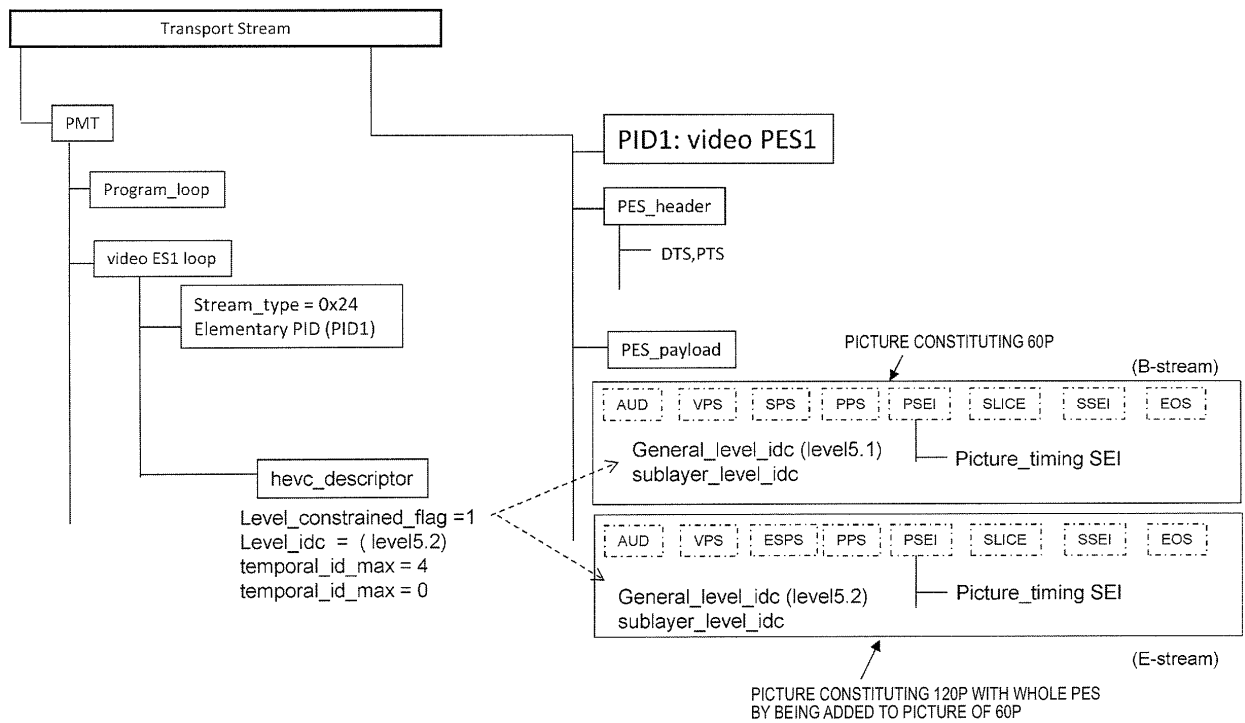 Transport Stream
PMT
Program_loop
video ES1 loop
Stream_type = 0x24
Elementary PID (PID1)
hevc_descriptor
Level_constrained_flag =1
Level_idc = ( level5.2)
temporal_id_max = 4
temporal_id_max = 0
PID1: video PES1
PES_header
DTS,PTS
PES_payload
PICTURE CONSTITUTING 60P
(B-stream)
AUD VPS SPS PPS PSEI SLICE SSEI EOS
General_level_idc (level5.1)
sublayer_level_idc
Picture_timing SEI
AUD VPS ESPS PPS PSEI SLICE SSEI EOS
General_level_idc (level5.2)
sublayer_level_idc
Picture_timing SEI
(E-stream)
PICTURE CONSTITUTING 120P WITH WHOLE PES
BY BEING ADDED TO PICTURE OF 60P